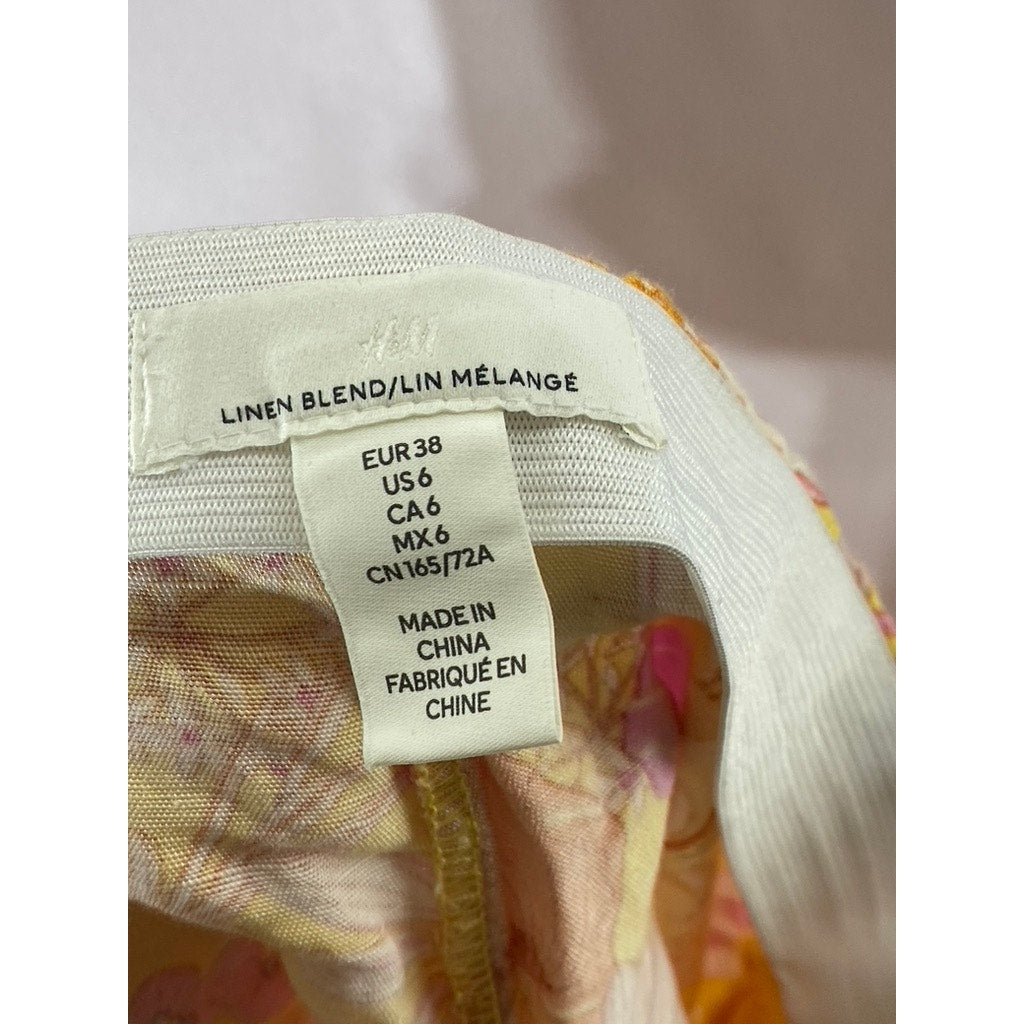 H&M
LINEN BLEND/LIN MÉLANGÉ
EUR 38
US 6
CA 6
MX 6
CN 165/72A
MADE IN
CHINA
FABRIQUÉ EN
CHINE